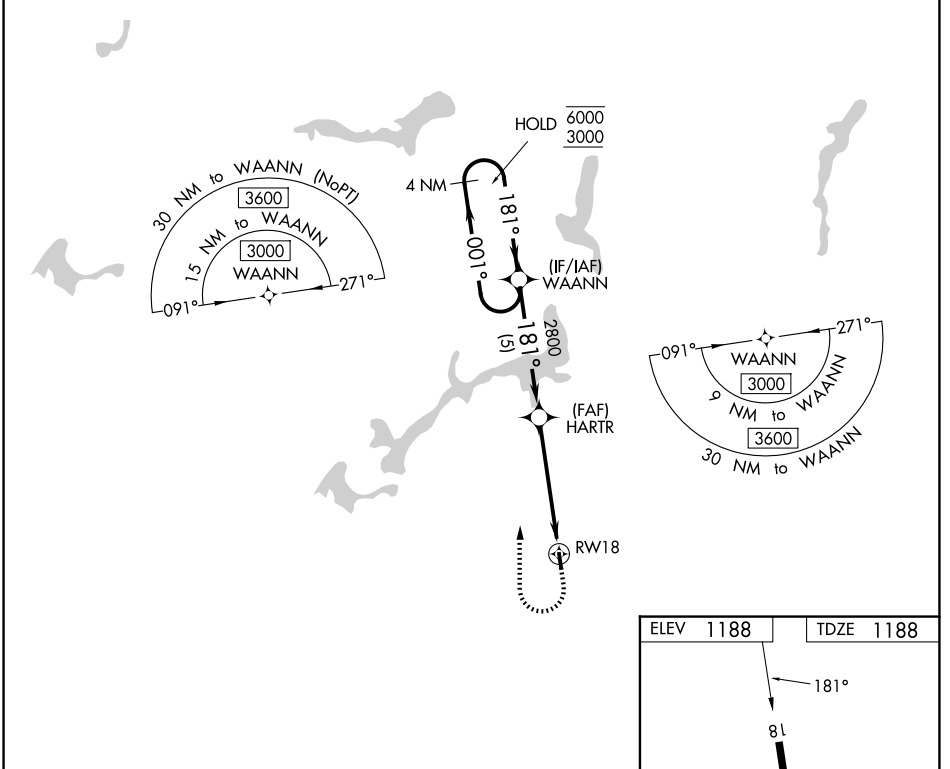 HOLD 6000
3000
4 NM
181°
001°
(IF/IAF)
WAANN
30 NM to WAANN (NoPT)
3600
15 NM to WAANN
3000
WAANN
091°
271°
2800
181°
(5)
(FAF)
HARTR
091°
271°
WAANN
3000
9 NM to WAANN
3600
30 NM to WAANN
RW18
ELEV 1188
TDZE 1188
181°
18